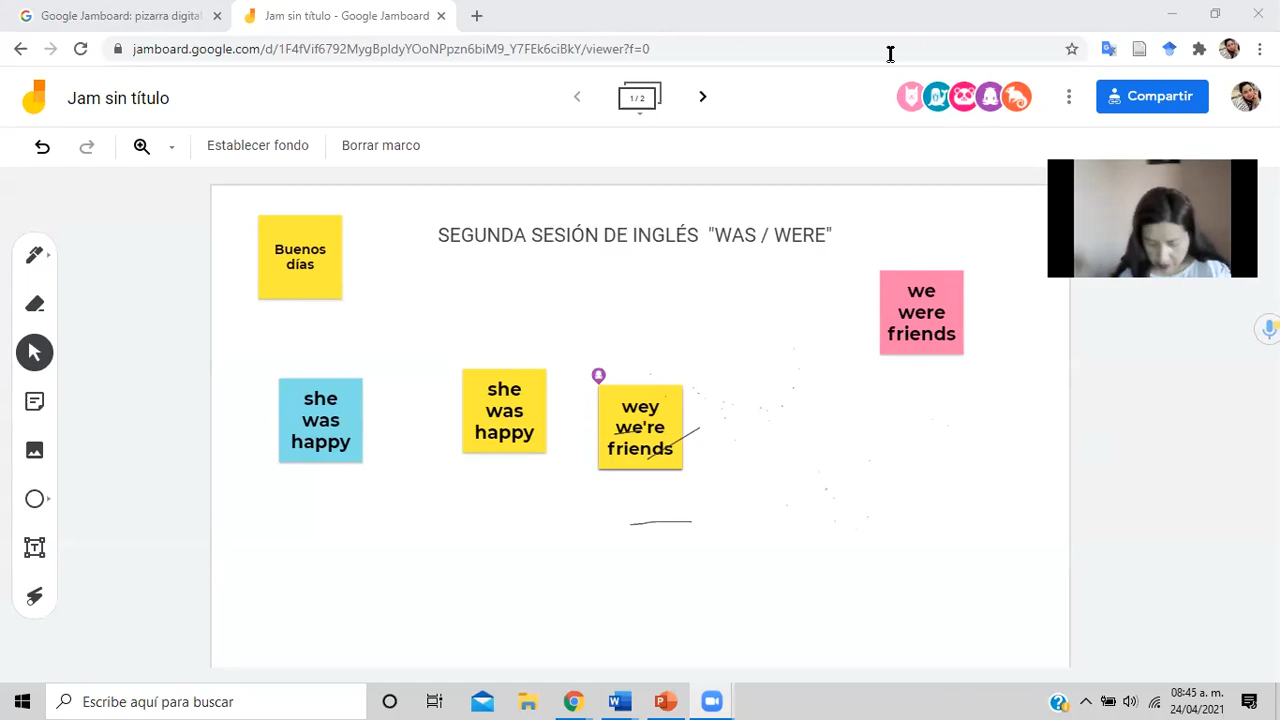 Google Jamboard: pizarra digita
Jam sin título - Google Jamboard
jamboard.google.com/d/1F4fVif6792MygBpIdyYOoNPpzn6biM9_Y7FEk6ciBkY/viewer?f=0
Jam sin título
1 / 2
Compartir
Establecer fondo
Borrar marco
SEGUNDA SESIÓN DE INGLÉS "WAS / WERE"
Buenos
días
we
were
friends
she
was
happy
she
was
happy
wey
we're
friends
Escribe aquí para buscar
08:45 a. m.
24/04/2021